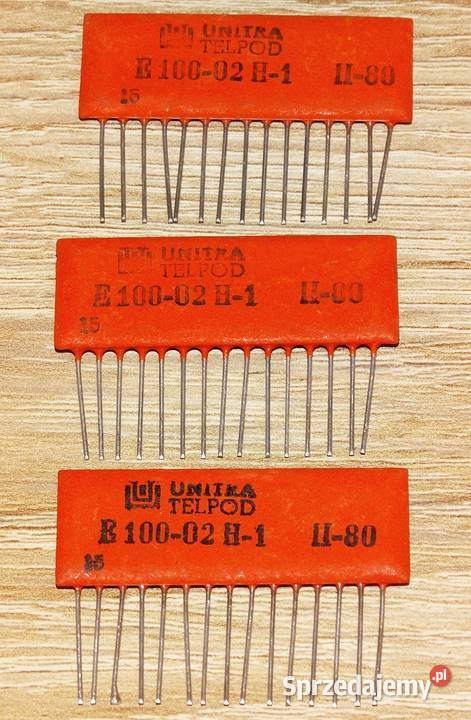 UNITRA
TELPOD
E 100-02 H-1 II-80
15
UNITRA
TELPOD
E 100-02 H-1 II-80
15
UNITRA
TELPOD
E 100-02 H-1 II-80
15
Sprzedajemy.pl